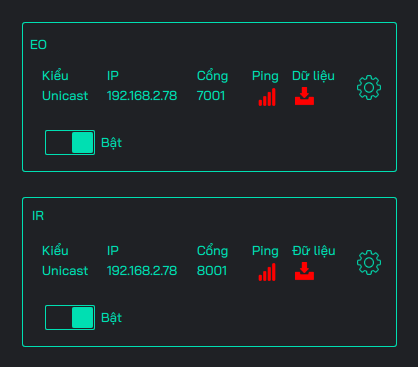 EO
Kiểu IP Cổng Ping Dữ liệu
Unicast 192.168.2.78 7001
Bật
IR
Kiểu IP Cổng Ping Đữ liệu
Unicast 192.168.2.78 8001
Bật